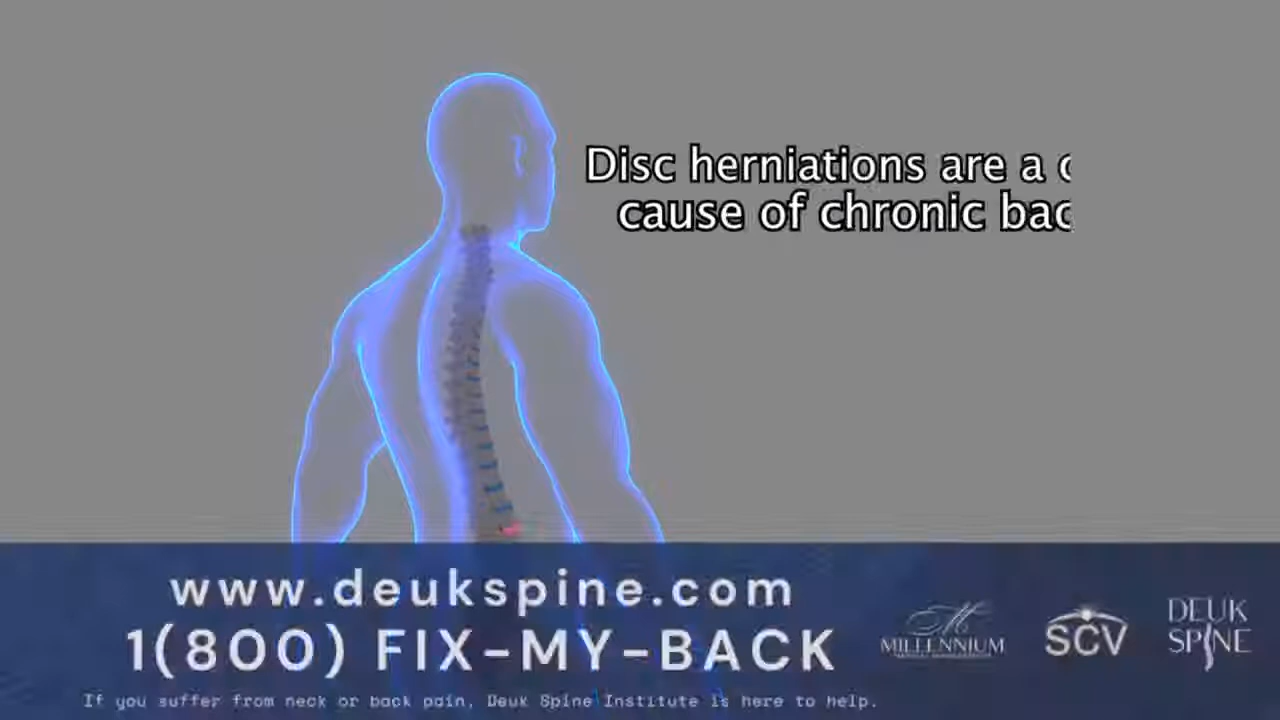 Disc herniations are a
cause of chronic
www.deukspine.com
1(800) FIX-MY-BACK
If you suffer from neck or back pain, Deuk Spine Institute is here to help.
M
MILLENNIUM
SCV
DEUK
SPINE